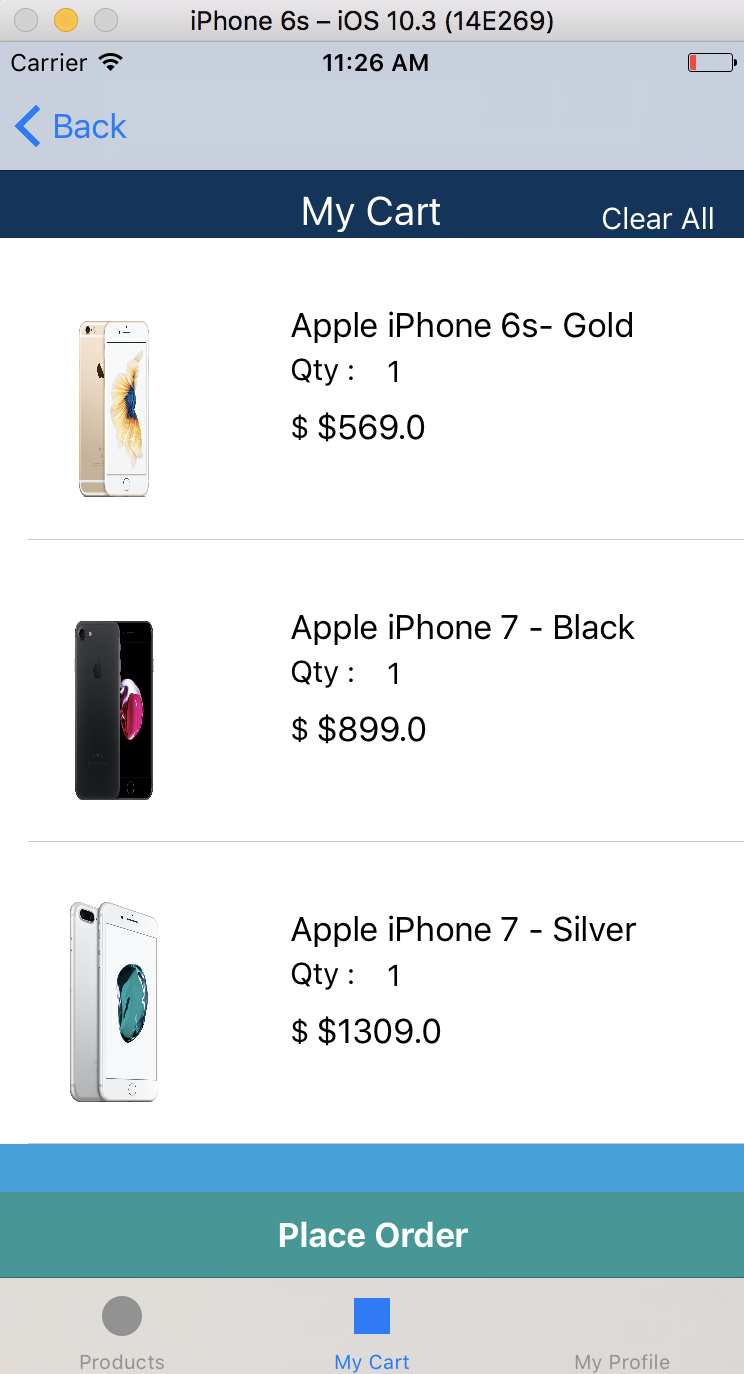 iPhone 6s – iOS 10.3 (14E269)
Carrier 11:26 AM
Back
My Cart Clear All
Apple iPhone 6s- Gold
Qty : 1
$ $569.0
Apple iPhone 7 - Black
Qty : 1
$ $899.0
Apple iPhone 7 - Silver
Qty : 1
$ $1309.0
Place Order
Products My Cart My Profile